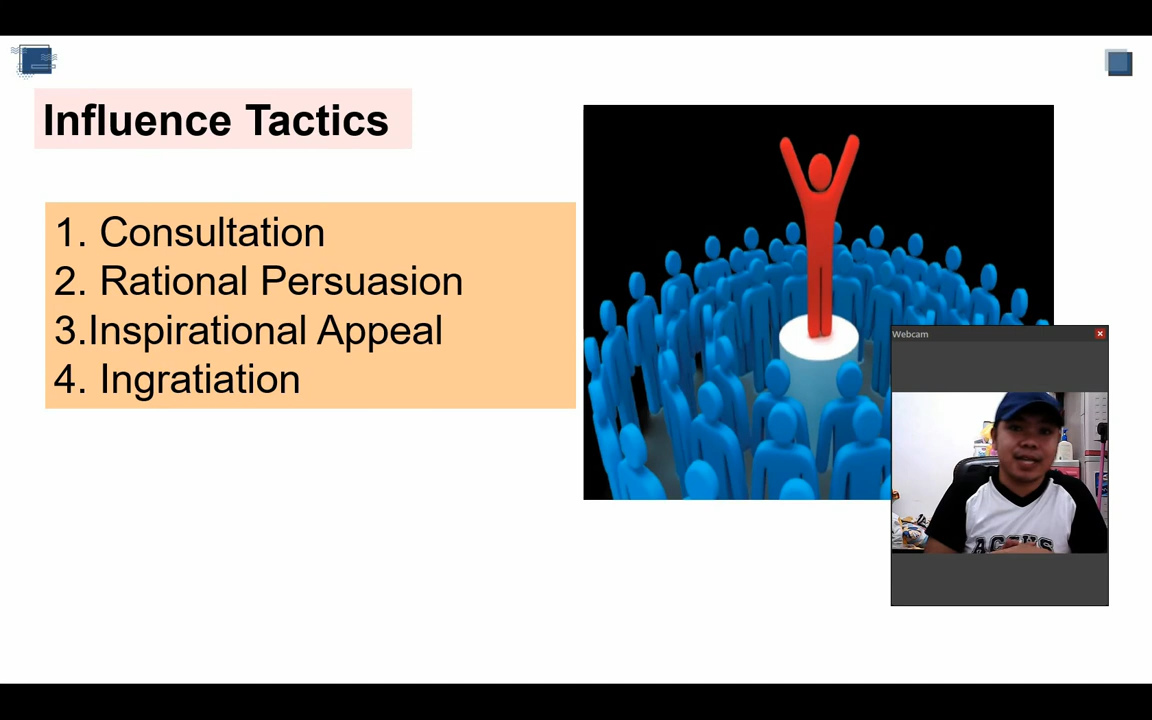 Influence Tactics
1. Consultation
2. Rational Persuasion
3.Inspirational Appeal
4. Ingratiation
Webcam